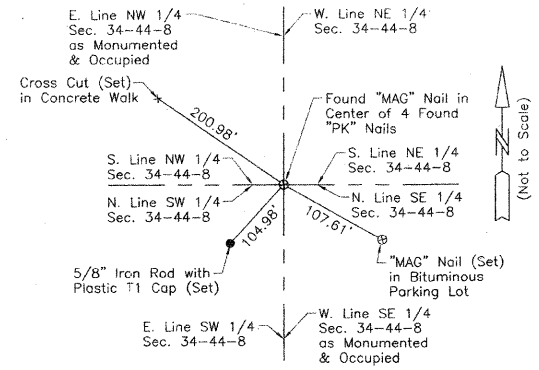 E. Line NW 1/4
Sec. 34-44-8
as Monumented
& Occupied
W. Line NE 1/4
Sec. 34-44-8
Cross Cut (Set)
in Concrete Walk
200.98'
Found "MAG" Nail in
Center of 4 Found
"PK" Nails
N
(Not to Scale)
S. Line NW 1/4
Sec. 34-44-8
S. Line NE 1/4
Sec. 34-44-8
N. Line SW 1/4
Sec. 34-44-8
N. Line SE 1/4
Sec. 34-44-8
104.98'
107.61'
5/8" Iron Rod with
Plastic T1 Cap (Set)
"MAG" Nail (Set)
in Bituminous
Parking Lot
E. Line SW 1/4
Sec. 34-44-8
W. Line SE 1/4
Sec. 34-44-8
as Monumented
& Occupied